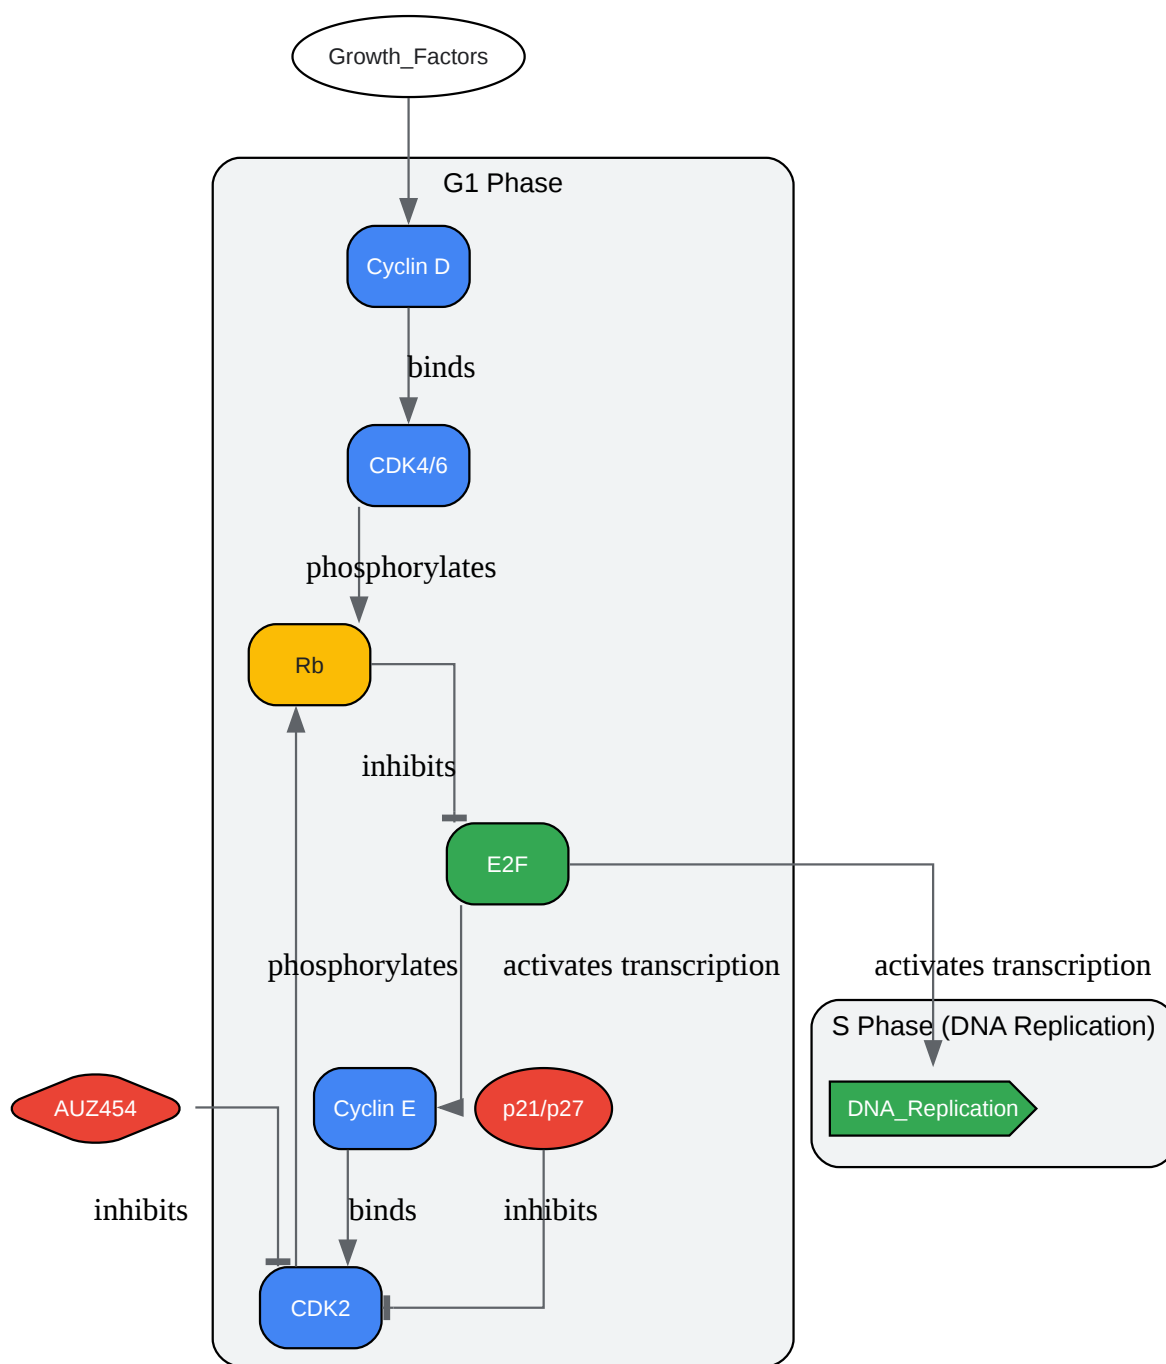 Growth_Factors
G1 Phase
Cyclin D
binds
CDK4/6
phosphorylates
Rb
inhibits
E2F
phosphorylates
activates transcription
activates transcription
S Phase (DNA Replication)
AUZ454
Cyclin E
p21/p27
DNA_Replication
inhibits
binds
inhibits
CDK2